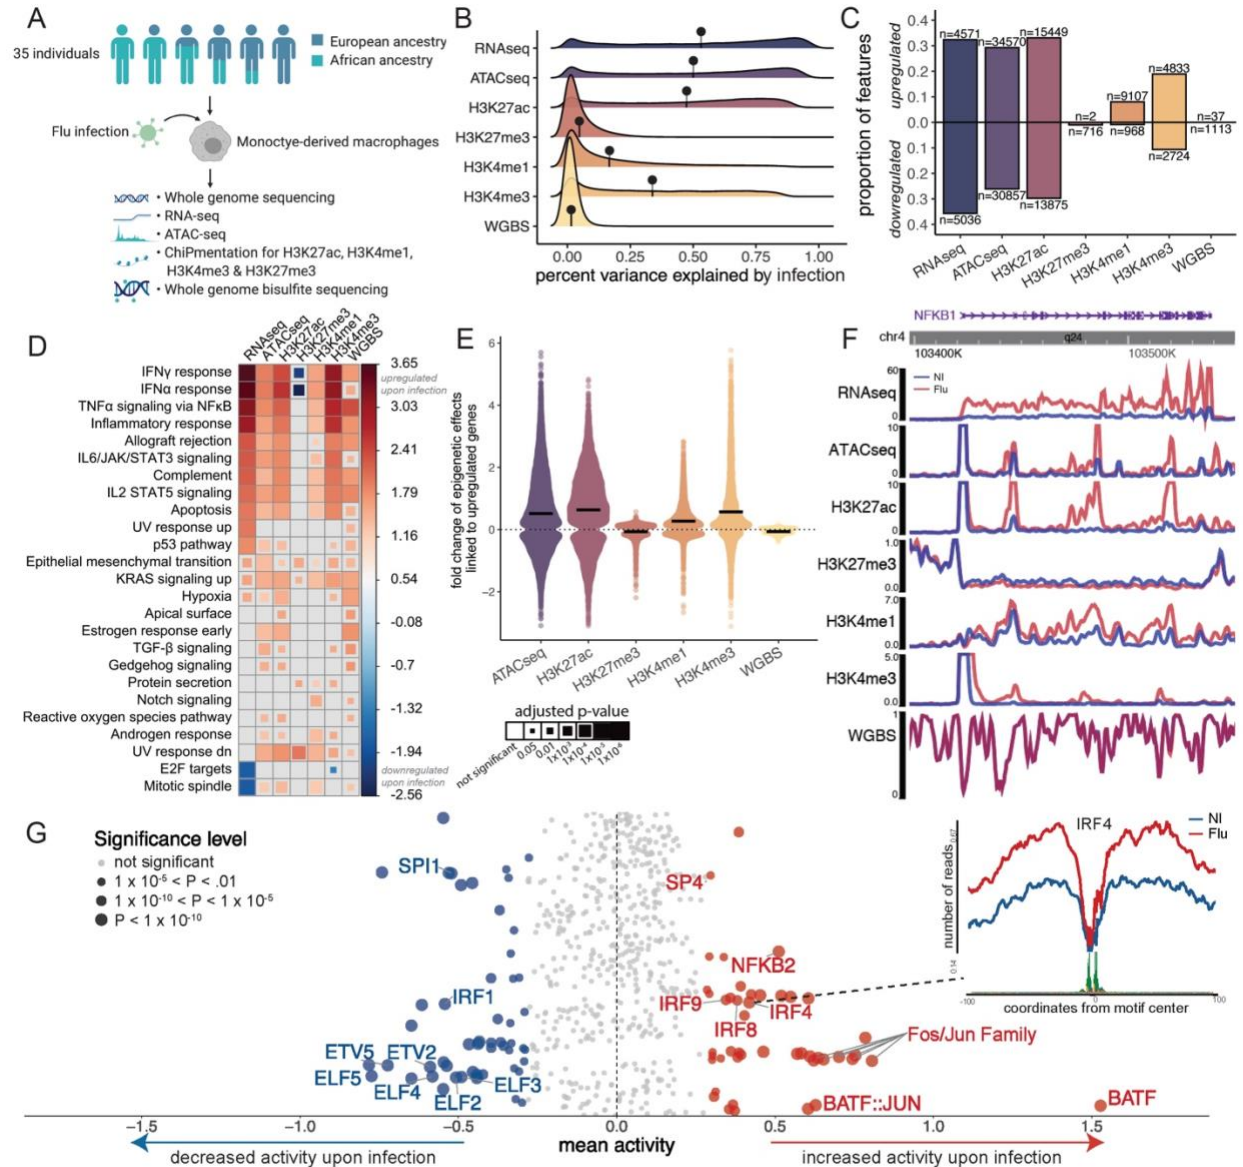 A
35 individuals
European ancestry
African ancestry
Flu infection
Monoctye-derived macrophages
• Whole genome sequencing
• RNA-seq
• ATAC-seq
• ChiPmentation for H3K27ac, H3K4me1,
H3K4me3 & H3K27me3
• Whole genome bisulfite sequencing
B
RNAseq
ATACseq
H3K27ac
H3K27me3
H3K4me1
H3K4me3
WGBS
0.00 0.25 0.50 0.75 1.00
percent variance explained by infection
C
proportion of features
upregulated
downregulated
0.4
0.3
0.2
0.1
0.0
0.1
0.2
0.3
0.4
n=4571 n=34570 n=15449 n=2 n=9107 n=4833 n=37
n=5036 n=30857 n=13875 n=716 n=968 n=2724 n=1113
RNAseq ATACseq H3K27ac H3K27me3 H3K4me1 H3K4me3 WGBS
D
RNAseq ATACseq H3K27ac H3K27me3 H3K4me1 H3K4me3 WGBS
IFNγ response
IFNα response
TNFα signaling via NFκB
Inflammatory response
Allograft rejection
IL6/JAK/STAT3 signaling
Complement
IL2 STAT5 signaling
Apoptosis
UV response up
p53 pathway
Epithelial mesenchymal transition
KRAS signaling up
Hypoxia
Apical surface
Estrogen response early
TGF-β signaling
Gedgehog signaling
Protein secretion
Notch signaling
Reactive oxygen species pathway
Androgen response
UV response dn
E2F targets
Mitotic spindle
3.65
upregulated
upon infection
3.03
2.41
1.79
1.16
0.54
-0.08
-0.7
-1.32
-1.94
downregulated
upon infection
-2.56
E
fold change of epigenetic effects
linked to upregulated genes
6
4
2
0
−2
ATACseq H3K27ac H3K27me3 H3K4me1 H3K4me3 WGBS
adjusted p-value
not significant 0.05 0.01 1x10⁻³ 1x10⁻⁴
F
NFKB1
chr4 q24
103400K 103500K
NI
Flu
RNAseq 60 0
ATACseq 10 0
H3K27ac 10 0
H3K27me3 1.0 0
H3K4me1 7.0 0.0
H3K4me3 5.0 0.0
WGBS 1 0
G
Significance level
not significant
1 x 10⁻⁵ < P < .01
1 x 10⁻¹⁰ < P < 1 x 10⁻⁵
P < 1 x 10⁻¹⁰
SPI1
IRF1
ETV5 ETV2
ELF5
ELF4
ELF2
ELF3
SP4
NFKB2
IRF9
IRF4
IRF8
Fos/Jun Family
BATF::JUN
BATF
IRF4
NI
Flu
number of reads
0.67
0.14
-100 0 100
coordinates from motif center
−1.5 −1.0 −0.5 0.0 0.5 1.0 1.5
mean activity
decreased activity upon infection
increased activity upon infection